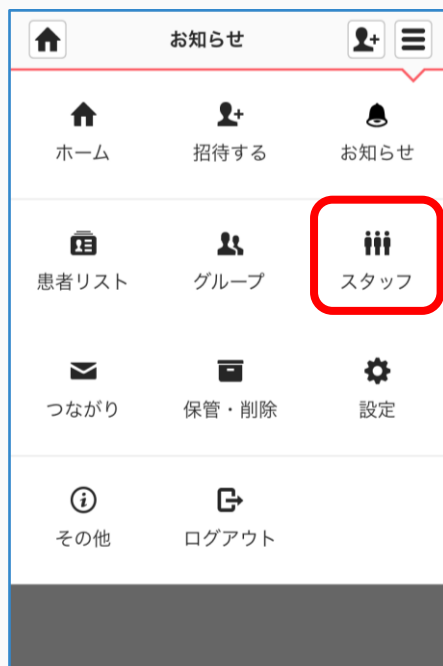 お知らせ
ホーム 招待する お知らせ
患者リスト グループ スタッフ
つながり 保管・削除 設定
その他 ログアウト